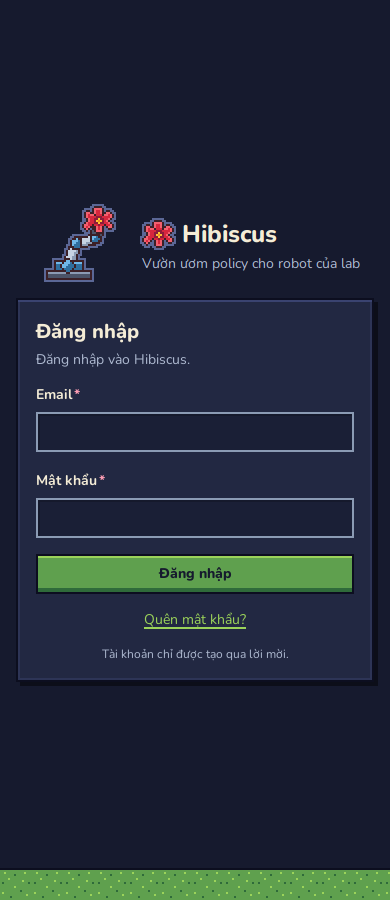 Hibiscus
Vườn ươm policy cho robot của lab
Đăng nhập
Đăng nhập vào Hibiscus.
Email*
Mật khẩu*
Đăng nhập
Quên mật khẩu?
Tài khoản chỉ được tạo qua lời mời.